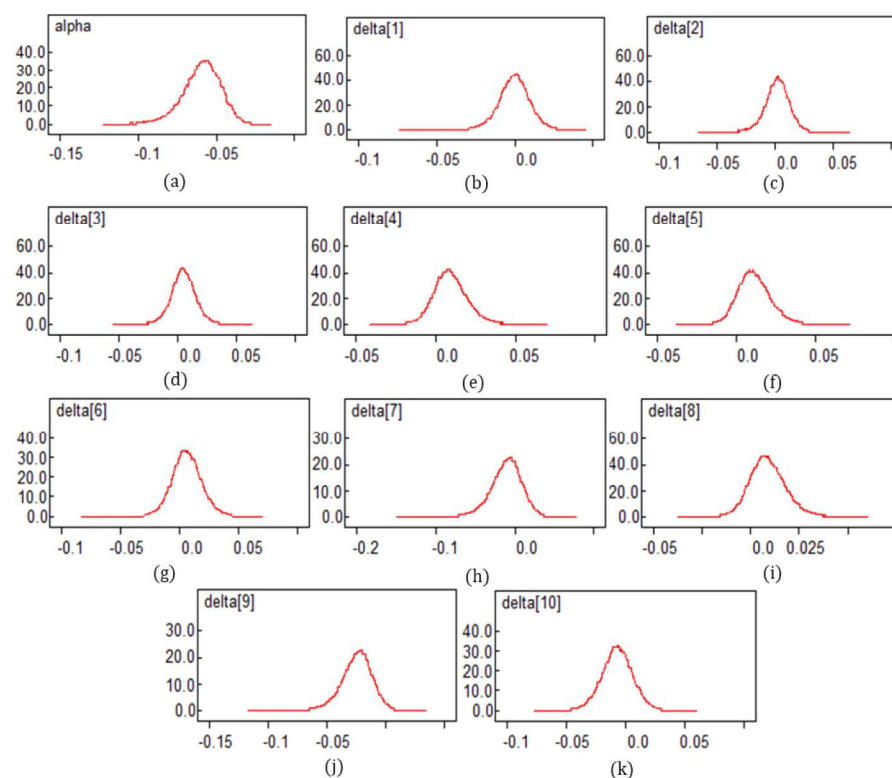 alpha
40.0
30.0
20.0
10.0
0.0
-0.15 -0.1 -0.05
(a)
delta[1]
60.0
40.0
20.0
0.0
-0.1 -0.05 0.0
(b)
delta[2]
60.0
40.0
20.0
0.0
-0.1 -0.05 0.0 0.05
(c)
delta[3]
60.0
40.0
20.0
0.0
-0.1 -0.05 0.0 0.05
(d)
delta[4]
60.0
40.0
20.0
0.0
-0.05 0.0 0.05
(e)
delta[5]
60.0
40.0
20.0
0.0
-0.05 0.0 0.05
(f)
delta[6]
40.0
30.0
20.0
10.0
0.0
-0.1 -0.05 0.0 0.05
(g)
delta[7]
30.0
20.0
10.0
0.0
-0.2 -0.1 0.0
(h)
delta[8]
60.0
40.0
20.0
0.0
-0.05 0.0 0.025
(i)
delta[9]
30.0
20.0
10.0
0.0
-0.15 -0.1 -0.05
(j)
delta[10]
40.0
30.0
20.0
10.0
0.0
-0.1 -0.05 0.0 0.05
(k)